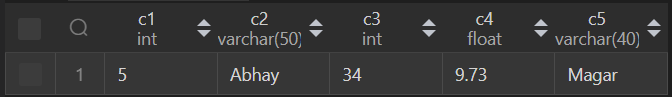 c1 c2 c3 c4 c5
int varchar(50) int float varchar(40)
1 5 Abhay 34 9.73 Magar